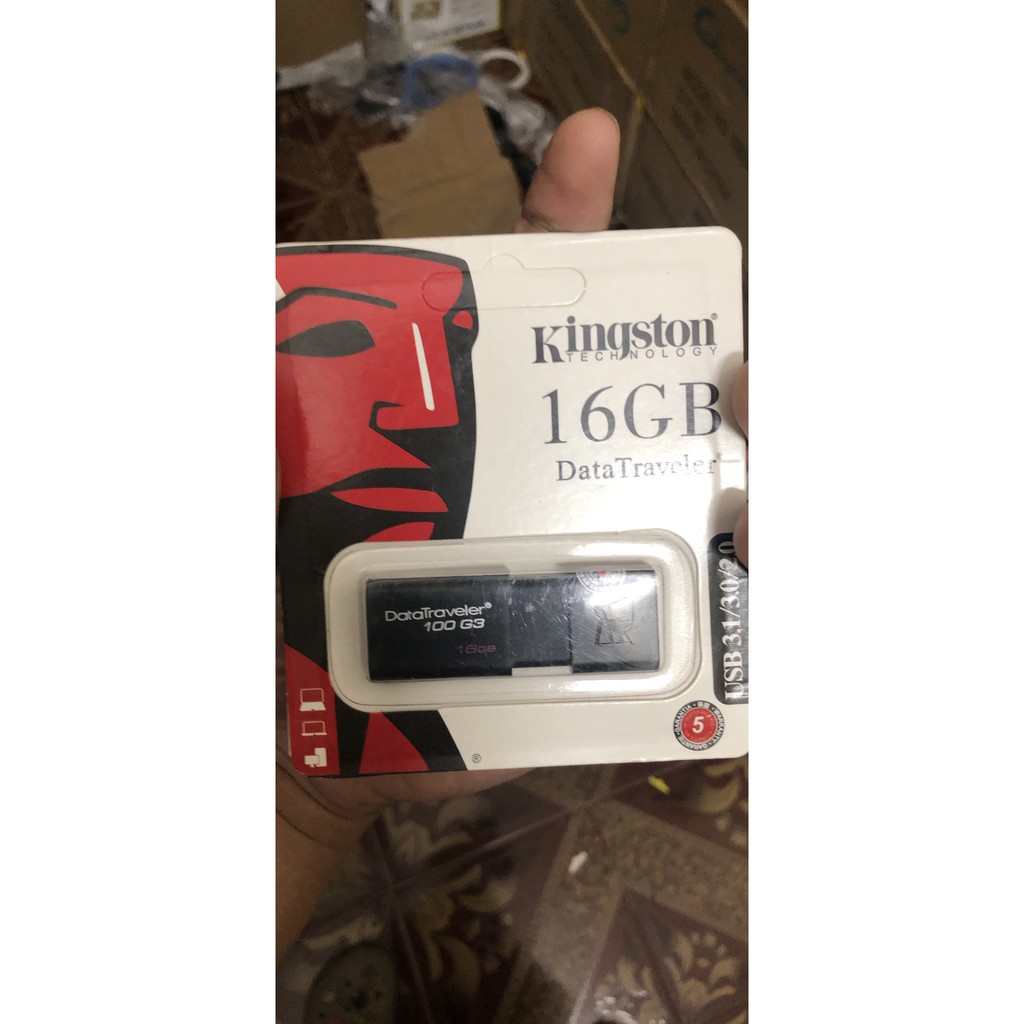 Kingston®
TECHNOLOGY
16GB
DataTraveler®
DataTraveler®
100 G3
16GB
USB 3.1/3.0/2.0
5
®